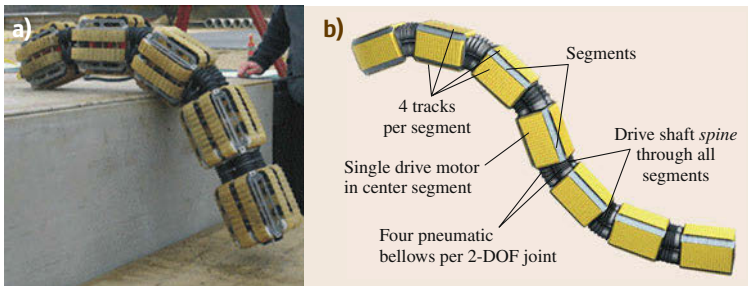 a)
b)
Segments
4 tracks
per segment
Drive shaft spine
through all
segments
Single drive motor
in center segment
Four pneumatic
bellows per 2-DOF joint